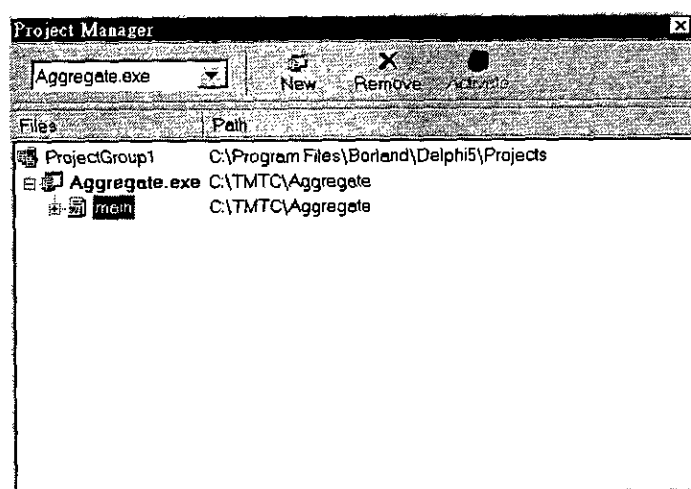 Project Manager
Aggregate.exe
New Remove Activate
Files Path
ProjectGroup1 C:\Program Files\Borland\Delphi5\Projects
Aggregate.exe C:\TMTC\Aggregate
main C:\TMTC\Aggregate